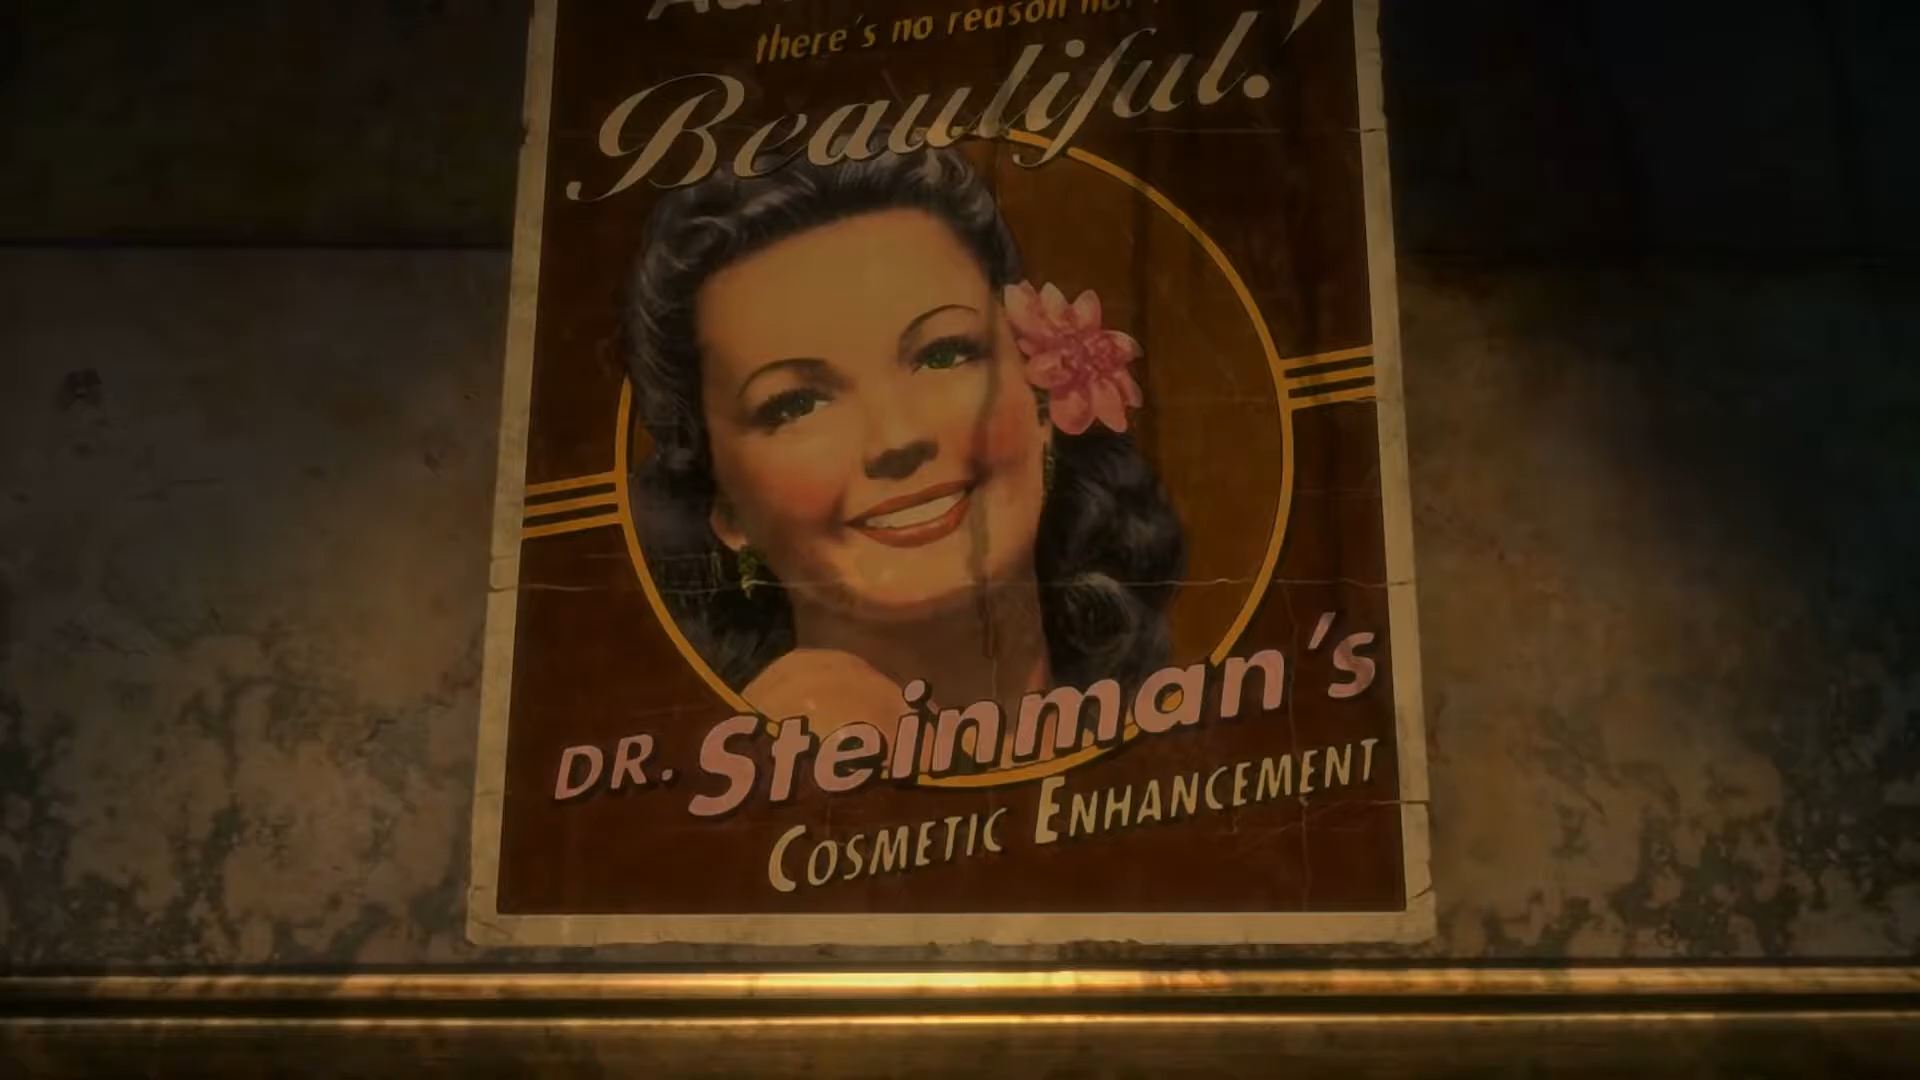 there's no reason
Beautiful!
DR. Steinman's
COSMETIC ENHANCEMENT